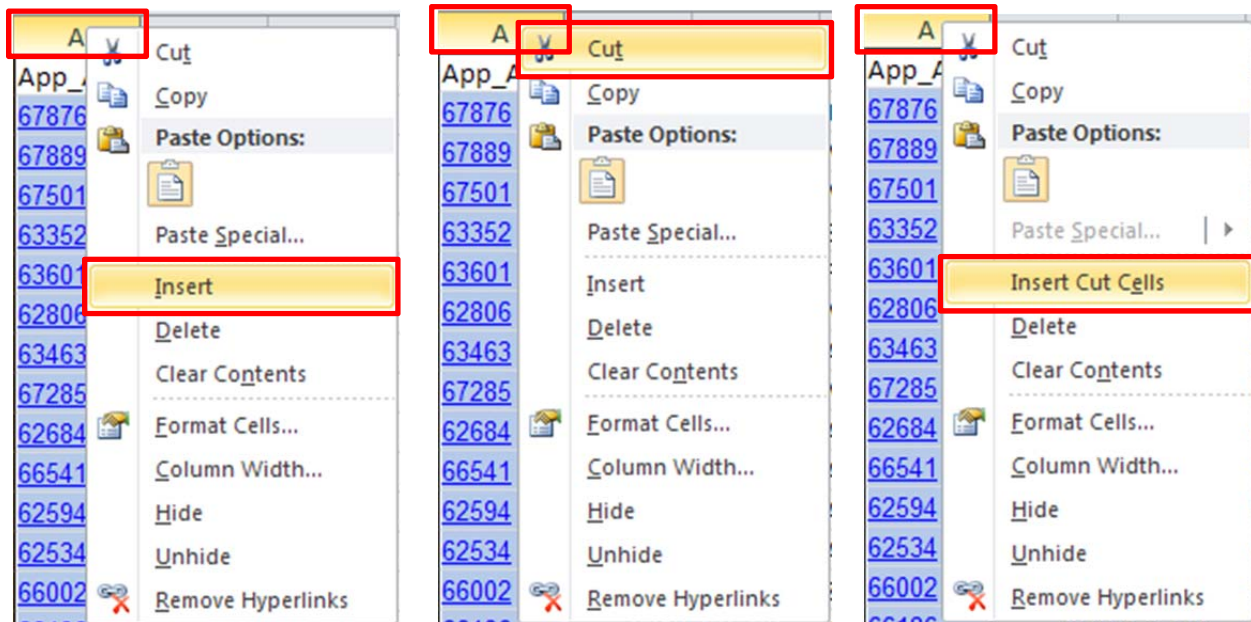 A
App_
67876
67889
67501
63352
63601
62806
63463
67285
62684
66541
62594
62534
66002
Cut
Copy
Paste Options:
Paste Special...
Insert
Delete
Clear Contents
Format Cells...
Column Width...
Hide
Unhide
Remove Hyperlinks
A
App_A
67876
67889
67501
63352
63601
62806
63463
67285
62684
66541
62594
62534
66002
Cut
Copy
Paste Options:
Paste Special...
Insert
Delete
Clear Contents
Format Cells...
Column Width...
Hide
Unhide
Remove Hyperlinks
A
App_A
67876
67889
67501
63352
63601
62806
63463
67285
62684
66541
62594
62534
66002
Cut
Copy
Paste Options:
Paste Special...
Insert Cut Cells
Delete
Clear Contents
Format Cells...
Column Width...
Hide
Unhide
Remove Hyperlinks